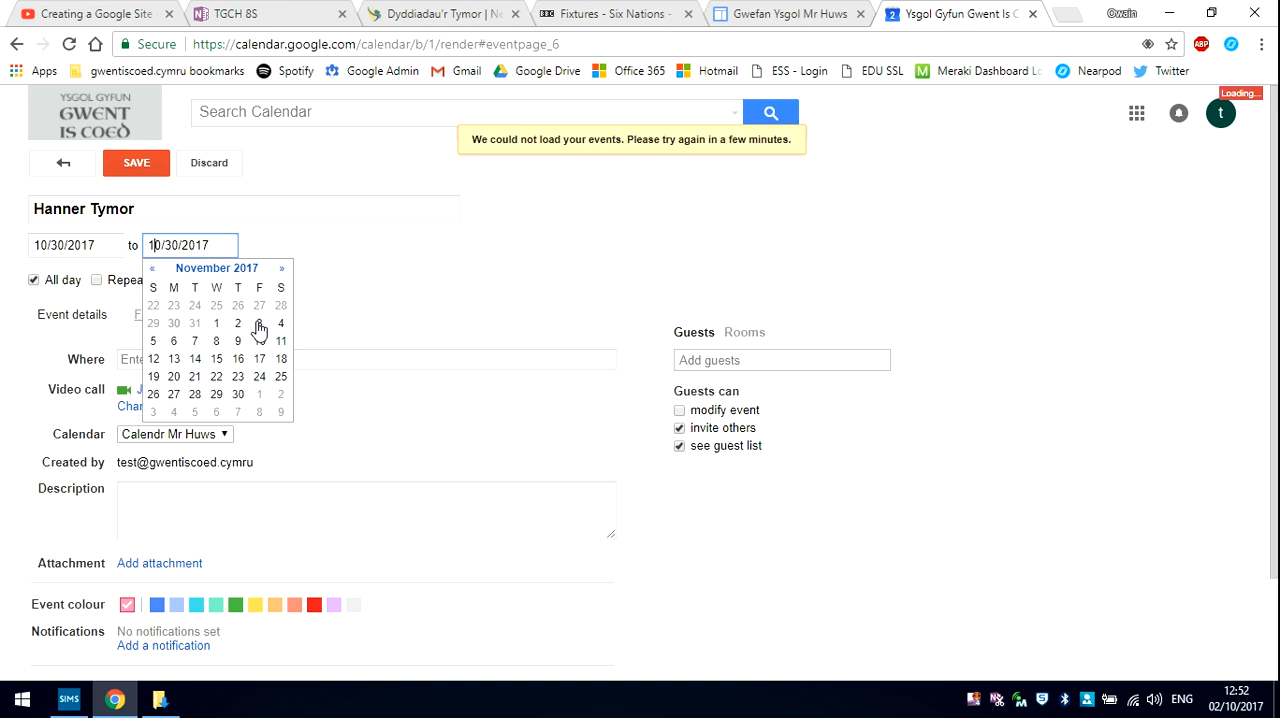 Creating a Google Site
TGCH 8S
Dyddiadau'r Tymor | Ne
BBC Fixtures - Six Nations -
Gwefan Ysgol Mr Huws
2 Ysgol Gyfun Gwent Is C
Owain
Secure
https://calendar.google.com/calendar/b/1/render#eventpage_6
ABP
Apps
gwentiscoed.cymru bookmarks
Spotify
Google Admin
Gmail
Google Drive
Office 365
Hotmail
ESS - Login
EDU SSL
Meraki Dashboard Lo
Nearpod
Twitter
YSGOL GYFUN
GWENT
IS COED
Search Calendar
Loading...
t
We could not load your events. Please try again in a few minutes.
SAVE
Discard
Hanner Tymor
10/30/2017 to 10/30/2017
« November 2017 »
S M T W T F S
22 23 24 25 26 27 28
29 30 31 1 2 3 4
5 6 7 8 9 10 11
12 13 14 15 16 17 18
19 20 21 22 23 24 25
26 27 28 29 30 1 2
3 4 5 6 7 8 9
All day
Repea
Event details
F
Where
Ente
Video call
J
Char
Calendar
Calendr Mr Huws
Created by
test@gwentiscoed.cymru
Description
Attachment
Add attachment
Event colour
Notifications
No notifications set
Add a notification
Guests
Rooms
Add guests
Guests can
modify event
invite others
see guest list
SIMS
ENG
12:52
02/10/2017